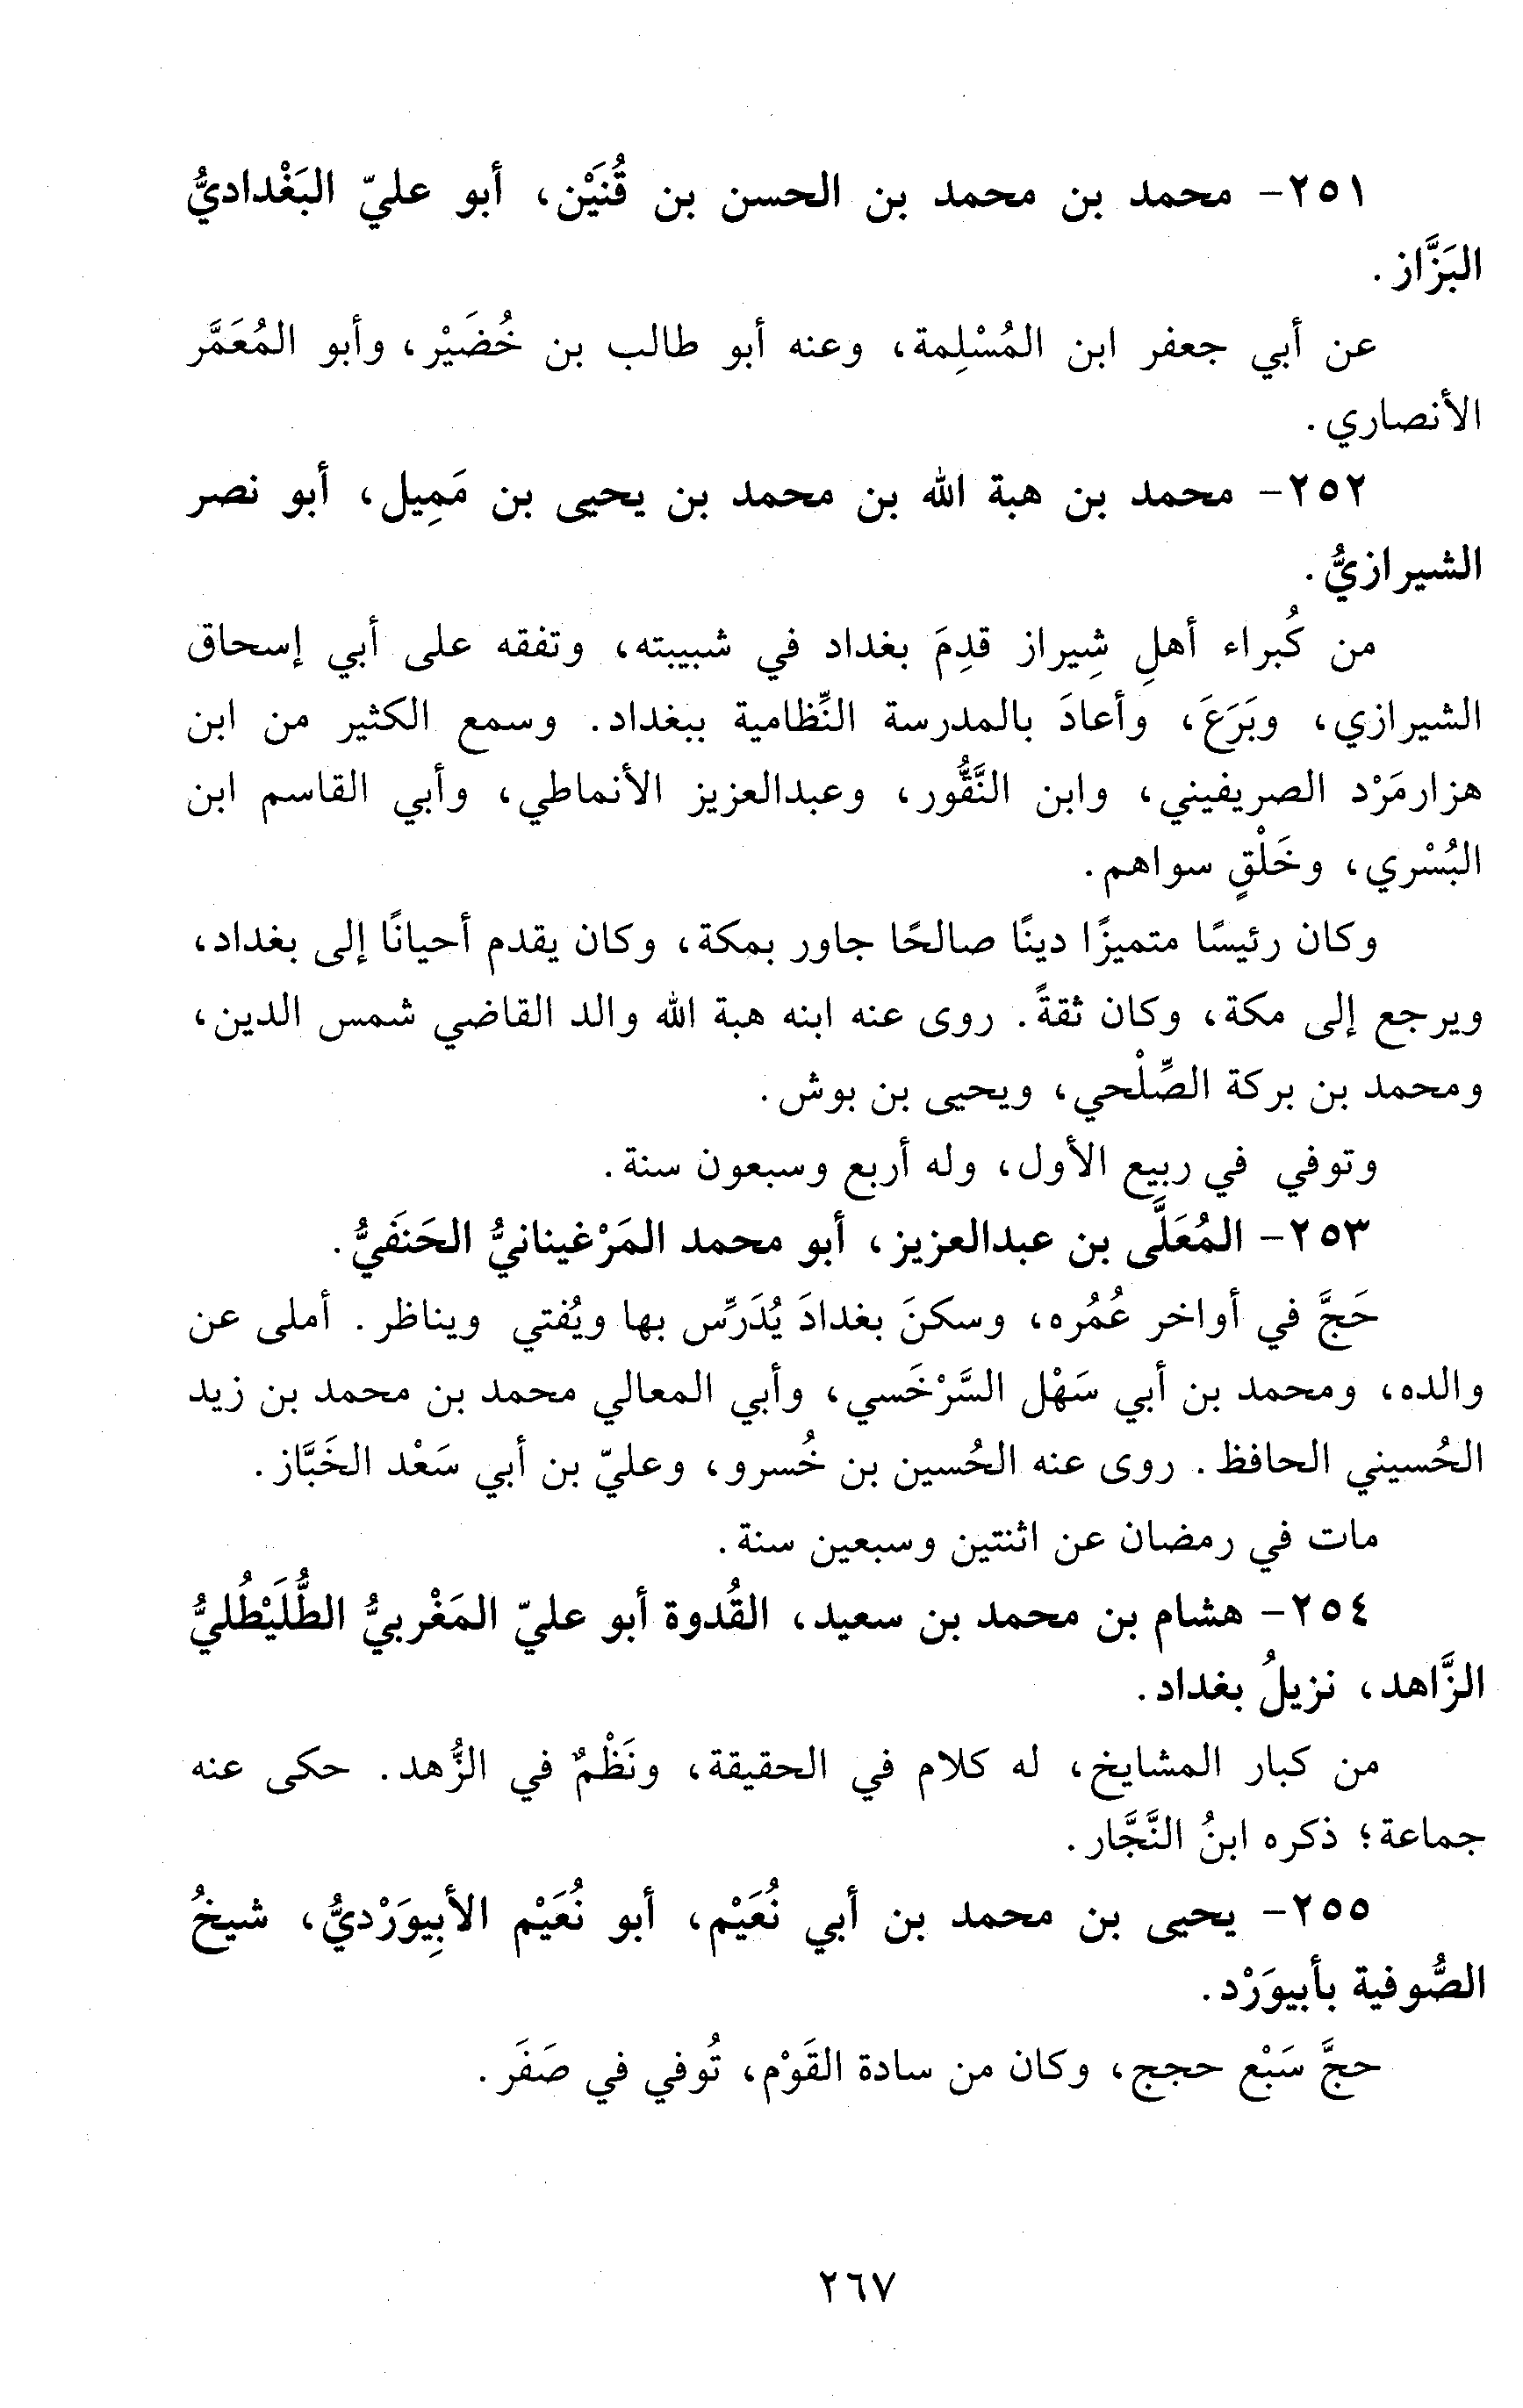 ٢٥١- محمد بن محمد بن الحسن بن قُنَيْن، أبو عليّ البَغْداديُّ
البَزَّاز.
عن أبي جعفر ابن المُسْلِمة، وعنه أبو طالب بن خُضَيْر، وأبو المُعَمَّر
الأنصاري.
٢٥٢- محمد بن هبة الله بن محمد بن يحيى بن مَمِيل، أبو نصر
الشيرازيُّ.
من كُبراء أهلِ شِيراز قدِمَ بغداد في شبيبته، وتفقه على أبي إسحاق
الشيرازي، وبَرَعَ، وأعادَ بالمدرسة النِّظامية ببغداد. وسمع الكثير من ابن
هزارمَرْد الصريفيني، وابن النَّقُّور، وعبدالعزيز الأنماطي، وأبي القاسم ابن
البُسْري، وخَلْقٍ سواهم.
وكان رئيسًا متميزًا دينًا صالحًا جاور بمكة، وكان يقدم أحيانًا إلى بغداد،
ويرجع إلى مكة، وكان ثقةً. روى عنه ابنه هبة الله والد القاضي شمس الدين،
ومحمد بن بركة الصِّلْحي، ويحيى بن بوش.
وتوفي في ربيع الأول، وله أربع وسبعون سنة.
٢٥٣- المُعَلَّى بن عبدالعزيز، أبو محمد المَرْغينانيُّ الحَنَفيُّ.
حَجَّ في أواخر عُمُره، وسكنَ بغدادَ يُدَرِّس بها ويُفتي ويناظر. أملى عن
والده، ومحمد بن أبي سَهْل السَّرْخَسي، وأبي المعالي محمد بن محمد بن زيد
الحُسيني الحافظ. روى عنه الحُسين بن خُسرو، وعليّ بن أبي سَعْد الخَبَّاز.
مات في رمضان عن اثنتين وسبعين سنة.
٢٥٤- هشام بن محمد بن سعيد، القُدوة أبو عليّ المَغْربيُّ الطُّلَيْطُليُّ
الزَّاهد، نزيلُ بغداد.
من كبار المشايخ، له كلام في الحقيقة، ونَظْمٌ في الزُّهد. حكى عنه
جماعة؛ ذكره ابنُ النَّجَّار.
٢٥٥- يحيى بن محمد بن أبي نُعَيْم، أبو نُعَيْم الأبِيوَرْديُّ، شيخُ
الصُّوفية بأبيوَرْد.
حجَّ سَبْع حجج، وكان من سادة القَوْم، تُوفي في صَفَر.
٢٦٧